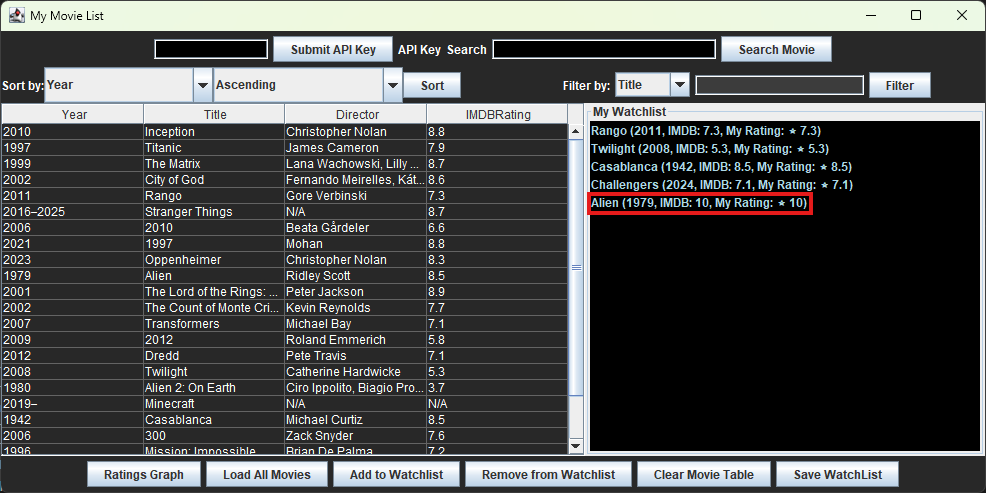 My Movie List
Submit API Key API Key Search Search Movie
Sort by: Year Ascending Sort Filter by: Title Filter
Year Title Director IMDBRating
2010 Inception Christopher Nolan 8.8
1997 Titanic James Cameron 7.9
1999 The Matrix Lana Wachowski, Lilly ... 8.7
2002 City of God Fernando Meirelles, Kát... 8.6
2011 Rango Gore Verbinski 7.3
2016–2025 Stranger Things N/A 8.7
2006 2010 Beata Gårdeler 6.6
2021 1997 Mohan 8.8
2023 Oppenheimer Christopher Nolan 8.3
1979 Alien Ridley Scott 8.5
2001 The Lord of the Rings: ... Peter Jackson 8.9
2002 The Count of Monte Cri... Kevin Reynolds 7.7
2007 Transformers Michael Bay 7.1
2009 2012 Roland Emmerich 5.8
2012 Dredd Pete Travis 7.1
2008 Twilight Catherine Hardwicke 5.3
1980 Alien 2: On Earth Ciro Ippolito, Biagio Pro... 3.7
2019– Minecraft N/A N/A
1942 Casablanca Michael Curtiz 8.5
2006 300 Zack Snyder 7.6
1996 Mission: Impossible Brian De Palma 7.2
My Watchlist
Rango (2011, IMDB: 7.3, My Rating: ★ 7.3)
Twilight (2008, IMDB: 5.3, My Rating: ★ 5.3)
Casablanca (1942, IMDB: 8.5, My Rating: ★ 8.5)
Challengers (2024, IMDB: 7.1, My Rating: ★ 7.1)
Alien (1979, IMDB: 10, My Rating: ★ 10)
Ratings Graph Load All Movies Add to Watchlist Remove from Watchlist Clear Movie Table Save WatchList